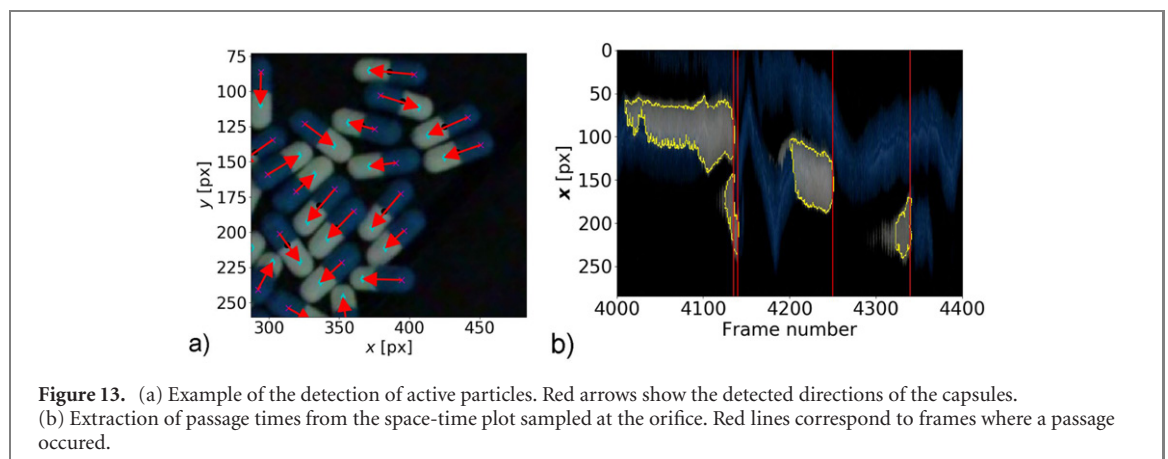 75
100
125
150
175
200
225
250
y [px]
300
350
400
450
x [px]
a)
0
50
100
150
200
250
x [px]
4000
4100
4200
4300
4400
Frame number
b)
Figure 13. (a) Example of the detection of active particles. Red arrows show the detected directions of the capsules.
(b) Extraction of passage times from the space-time plot sampled at the orifice. Red lines correspond to frames where a passage
occured.